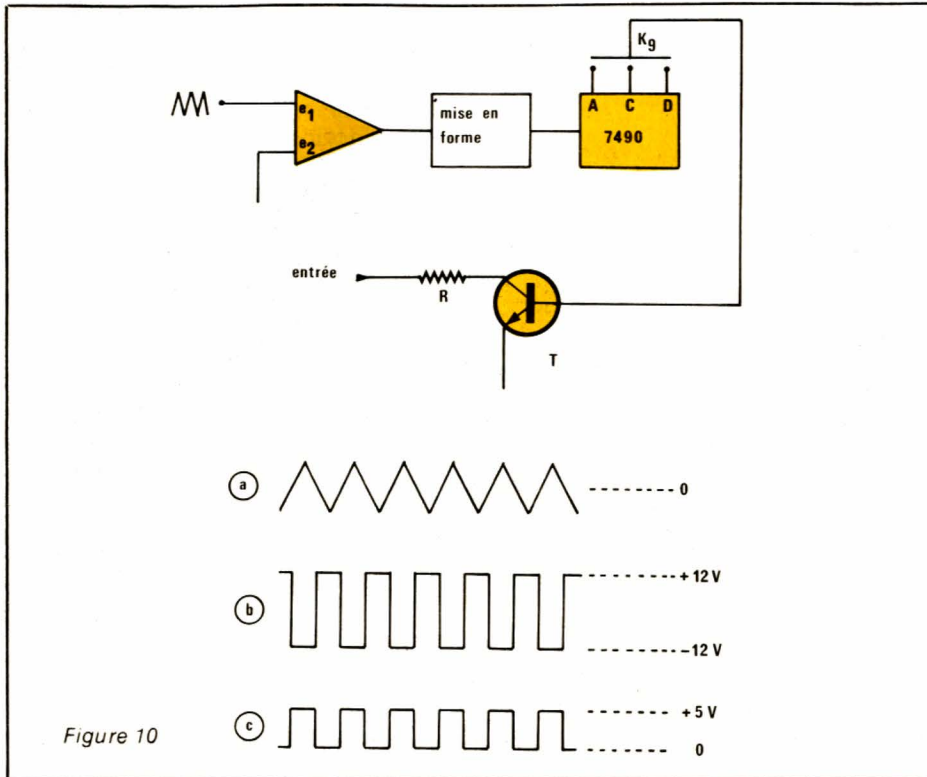 K9
e1
e2
mise en
forme
A C D
7490
entrée
R
T
a
0
b
+ 12 V
−12 V
c
+ 5 V
0
Figure 10